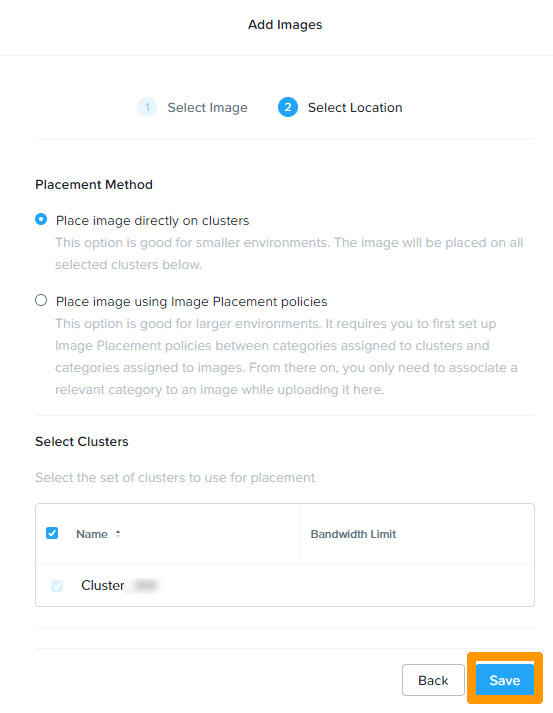 Add Images
1 Select Image 2 Select Location
Placement Method
Place image directly on clusters
This option is good for smaller environments. The image will be placed on all
selected clusters below.
Place image using Image Placement policies
This option is good for larger environments. It requires you to first set up
Image Placement policies between categories assigned to clusters and
categories assigned to images. From there on, you only need to associate a
relevant category to an image while uploading it here.
Select Clusters
Select the set of clusters to use for placement
Name Bandwidth Limit
Cluster
Back Save